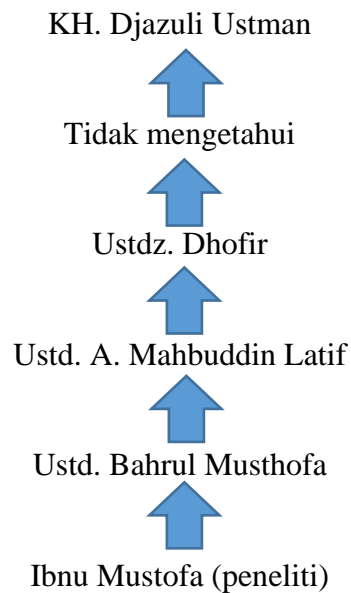 KH. Djazuli Ustman
Tidak mengetahui
Ustdz. Dhofir
Ustd. A. Mahbuddin Latif
Ustd. Bahrul Musthofa
Ibnu Mustofa (peneliti)